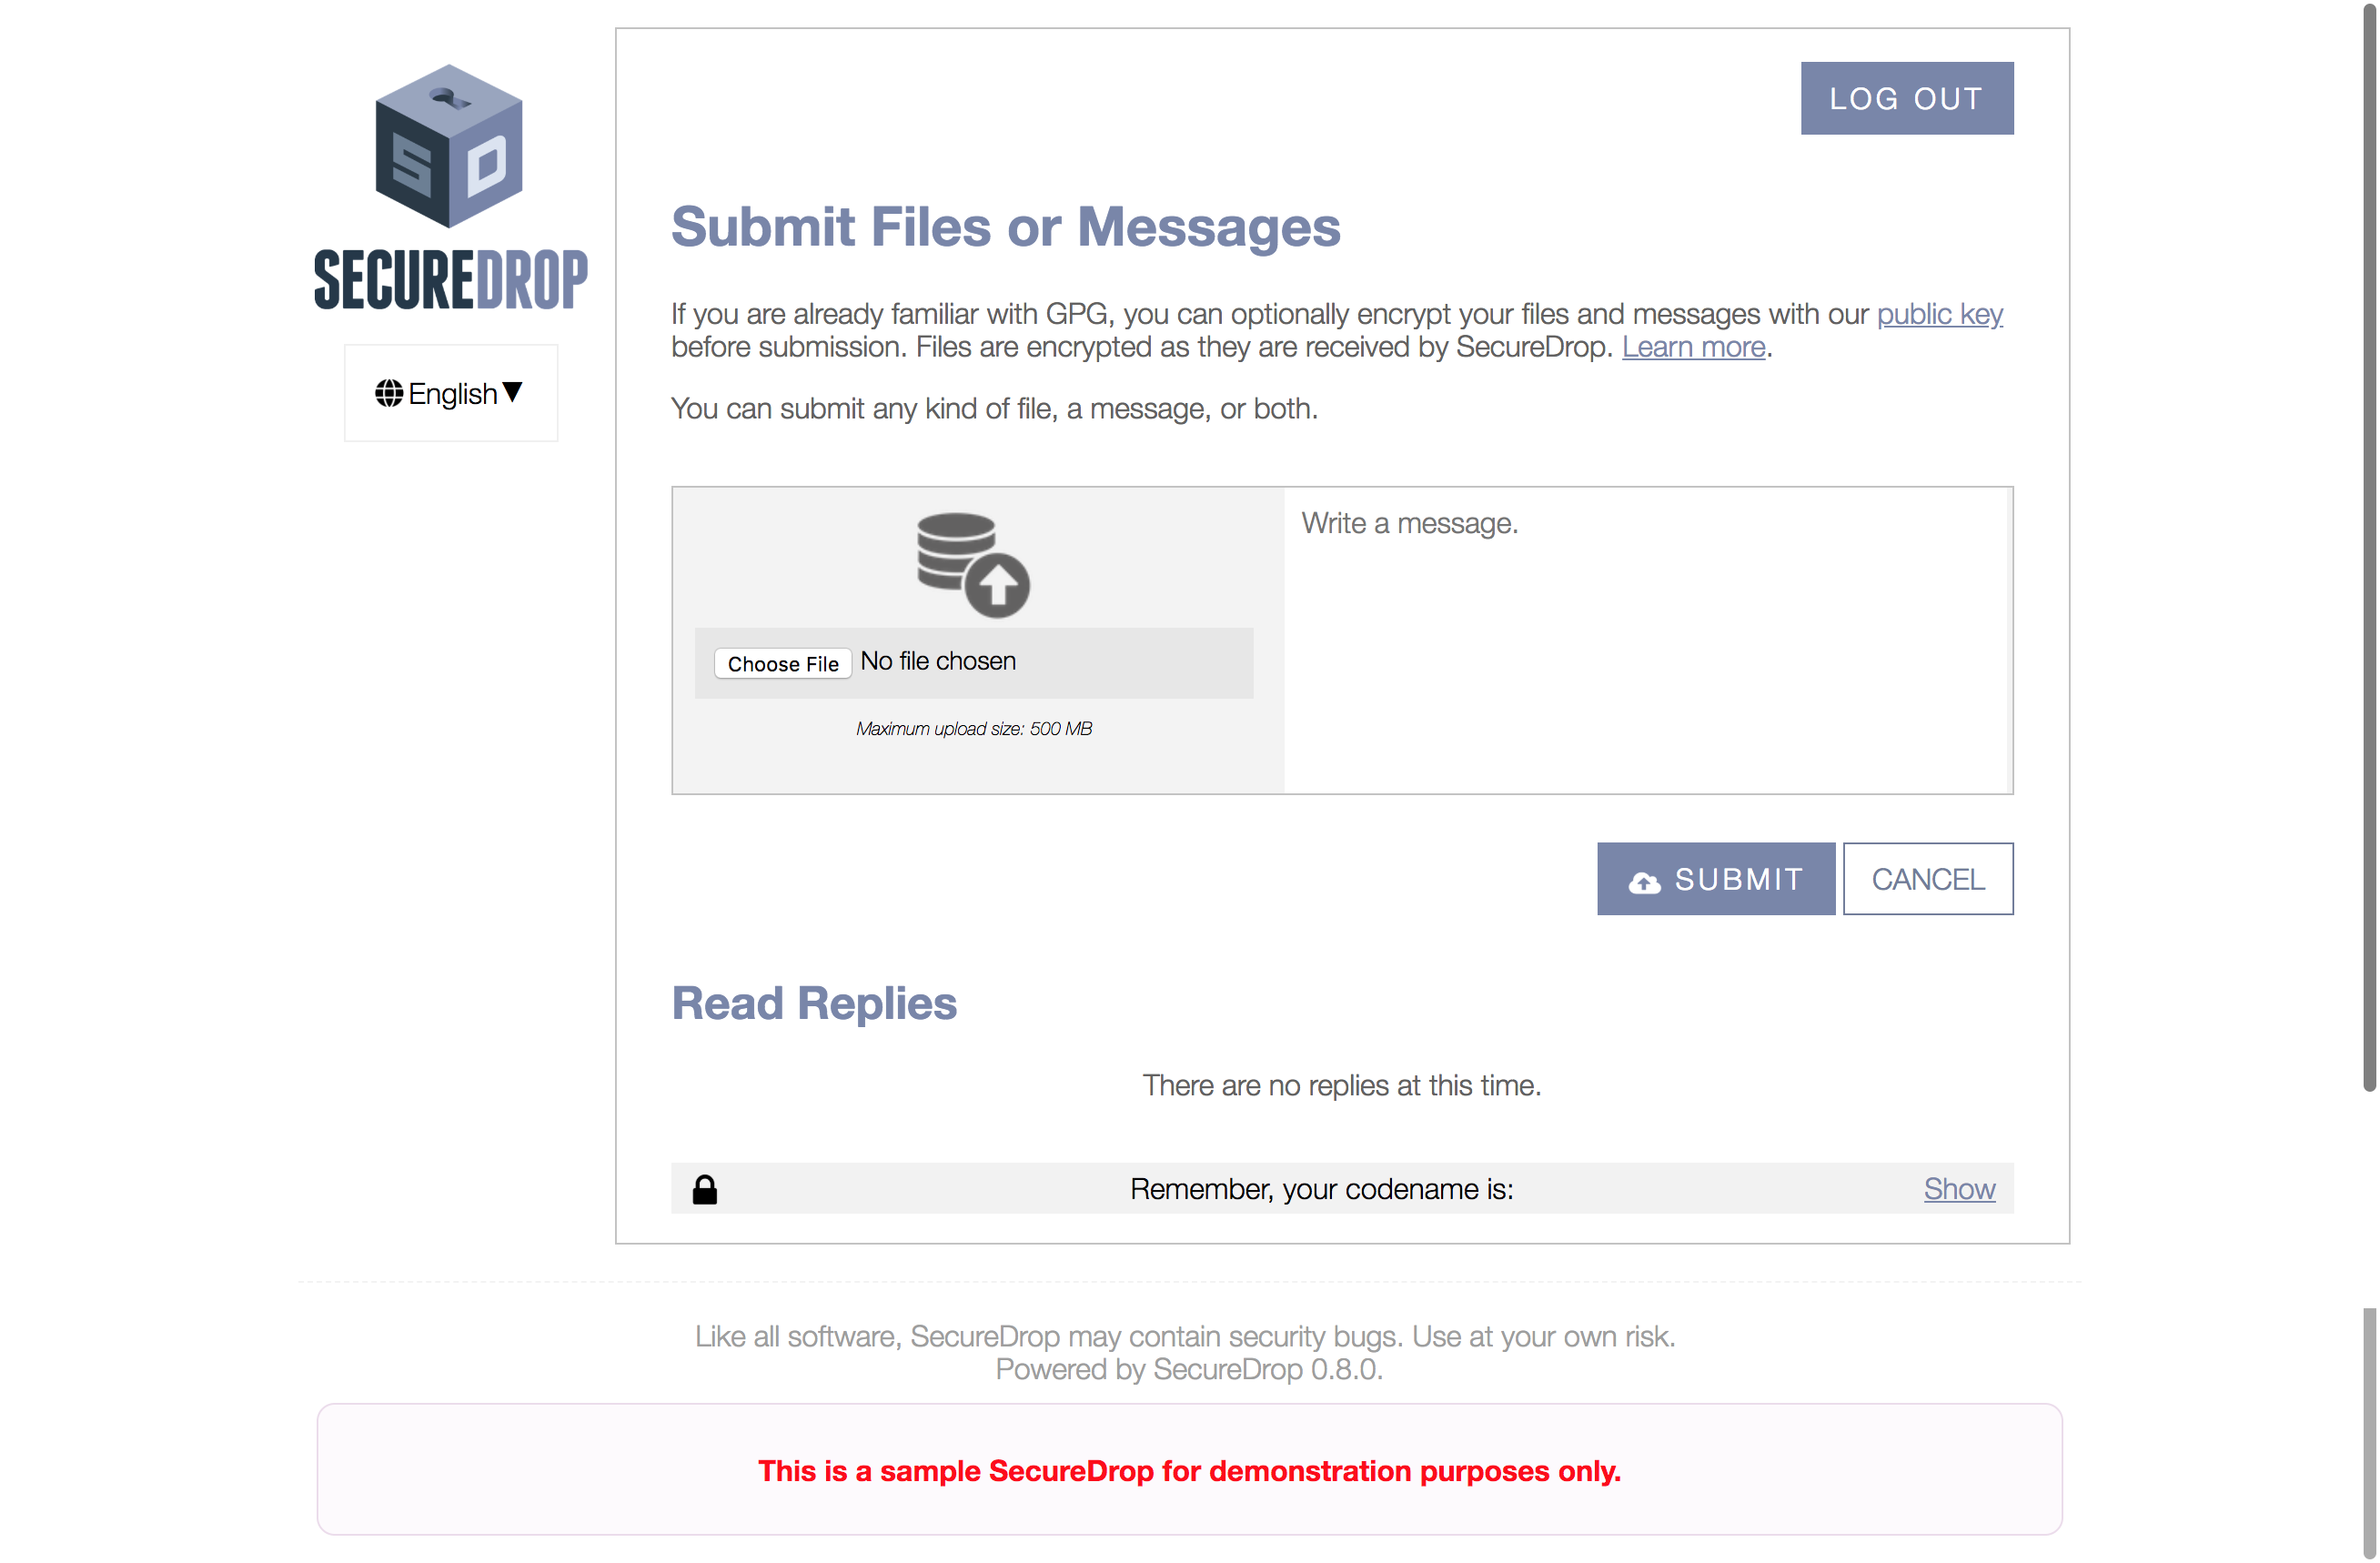 SD
SECUREDROP
English▼
LOG OUT
Submit Files or Messages
If you are already familiar with GPG, you can optionally encrypt your files and messages with our public key
before submission. Files are encrypted as they are received by SecureDrop. Learn more.
You can submit any kind of file, a message, or both.
Choose File No file chosen
Maximum upload size: 500 MB
Write a message.
SUBMIT CANCEL
Read Replies
There are no replies at this time.
Remember, your codename is: Show
Like all software, SecureDrop may contain security bugs. Use at your own risk.
Powered by SecureDrop 0.8.0.
This is a sample SecureDrop for demonstration purposes only.